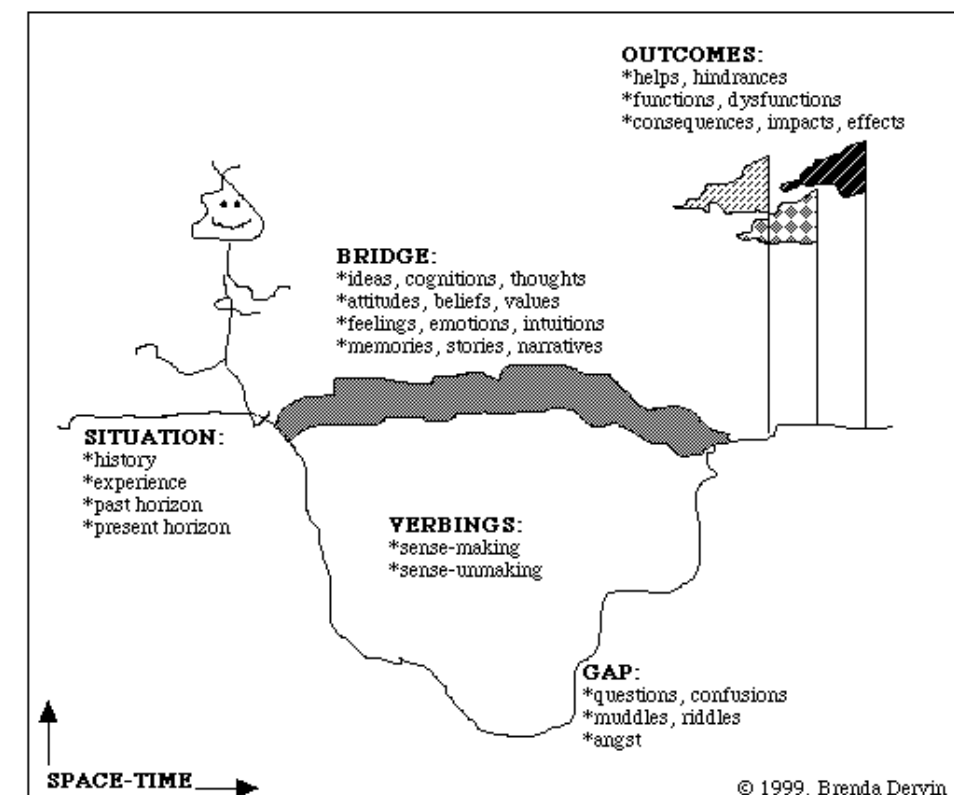 OUTCOMES:
*helps, hindrances
*functions, dysfunctions
*consequences, impacts, effects
BRIDGE:
*ideas, cognitions, thoughts
*attitudes, beliefs, values
*feelings, emotions, intuitions
*memories, stories, narratives
SITUATION:
*history
*experience
*past horizon
*present horizon
VERBINGS:
*sense-making
*sense-unmaking
GAP:
*questions, confusions
*muddles, riddles
*angst
SPACE-TIME
© 1999, Brenda Dervin